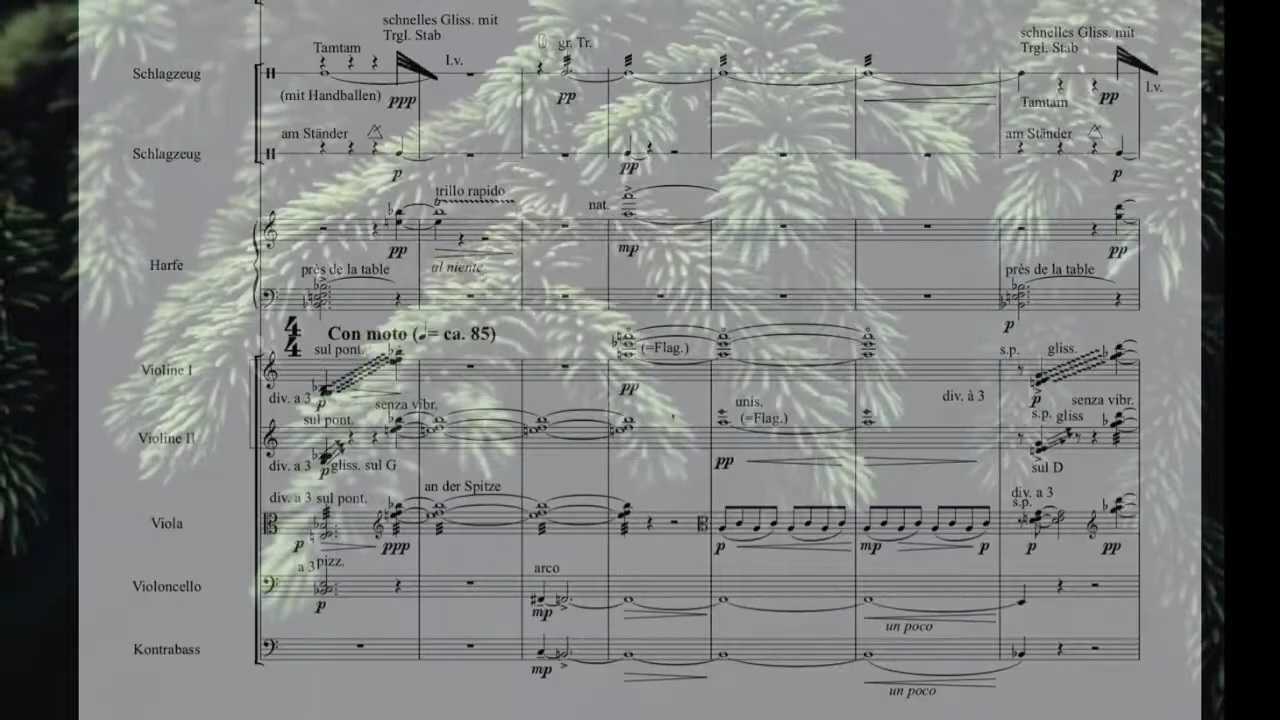 schnelles Gliss. mit
Trgl. Stab
schnelles Gliss. mit
Trgl. Stab
Tamtam
l.v.
gr. Tr.
Schlagzeug
l.v.
(mit Handballen)
ppp
pp
Tamtam
pp
am Ständer
am Ständer
Schlagzeug
p
pp
p
trillo rapido
nat.
pp
mp
pp
Harfe
près de la table
al niente
près de la table
p
4
4
Con moto (♩= ca. 85)
sul pont.
(=Flag.)
s.p.
gliss.
Violine I
div. a 3
p
pp
div. à 3
p
senza vibr.
unis.
senza vibr.
sul pont.
(=Flag.)
s.p.
gliss
Violine II
div. a 3
p
gliss. sul G
pp
sul D
an der Spitze
div. a 3
sul pont.
div. a 3
s.p.
Viola
p
ppp
p
mp
p
p
pp
a 3
pizz.
arco
Violoncello
p
mp
un poco
Kontrabass
mp
un poco